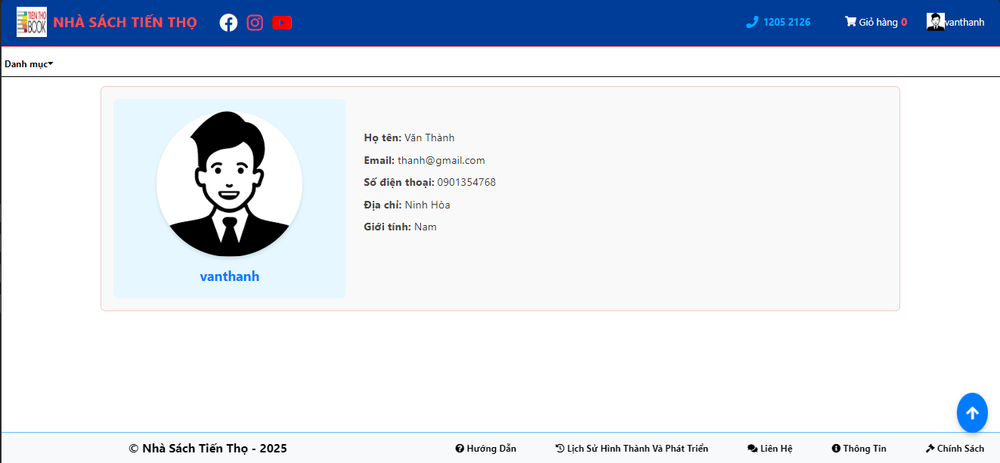 TIEN THO
BOOK
NHÀ SÁCH TIẾN THỌ
1205 2126
Giỏ hàng 0
vanthanh
Danh mục
Họ tên: Văn Thành
Email: thanh@gmail.com
Số điện thoại: 0901354768
Địa chỉ: Ninh Hòa
Giới tính: Nam
vanthanh
© Nhà Sách Tiến Thọ - 2025
Hướng Dẫn
Lịch Sử Hình Thành Và Phát Triển
Liên Hệ
Thông Tin
Chính Sách